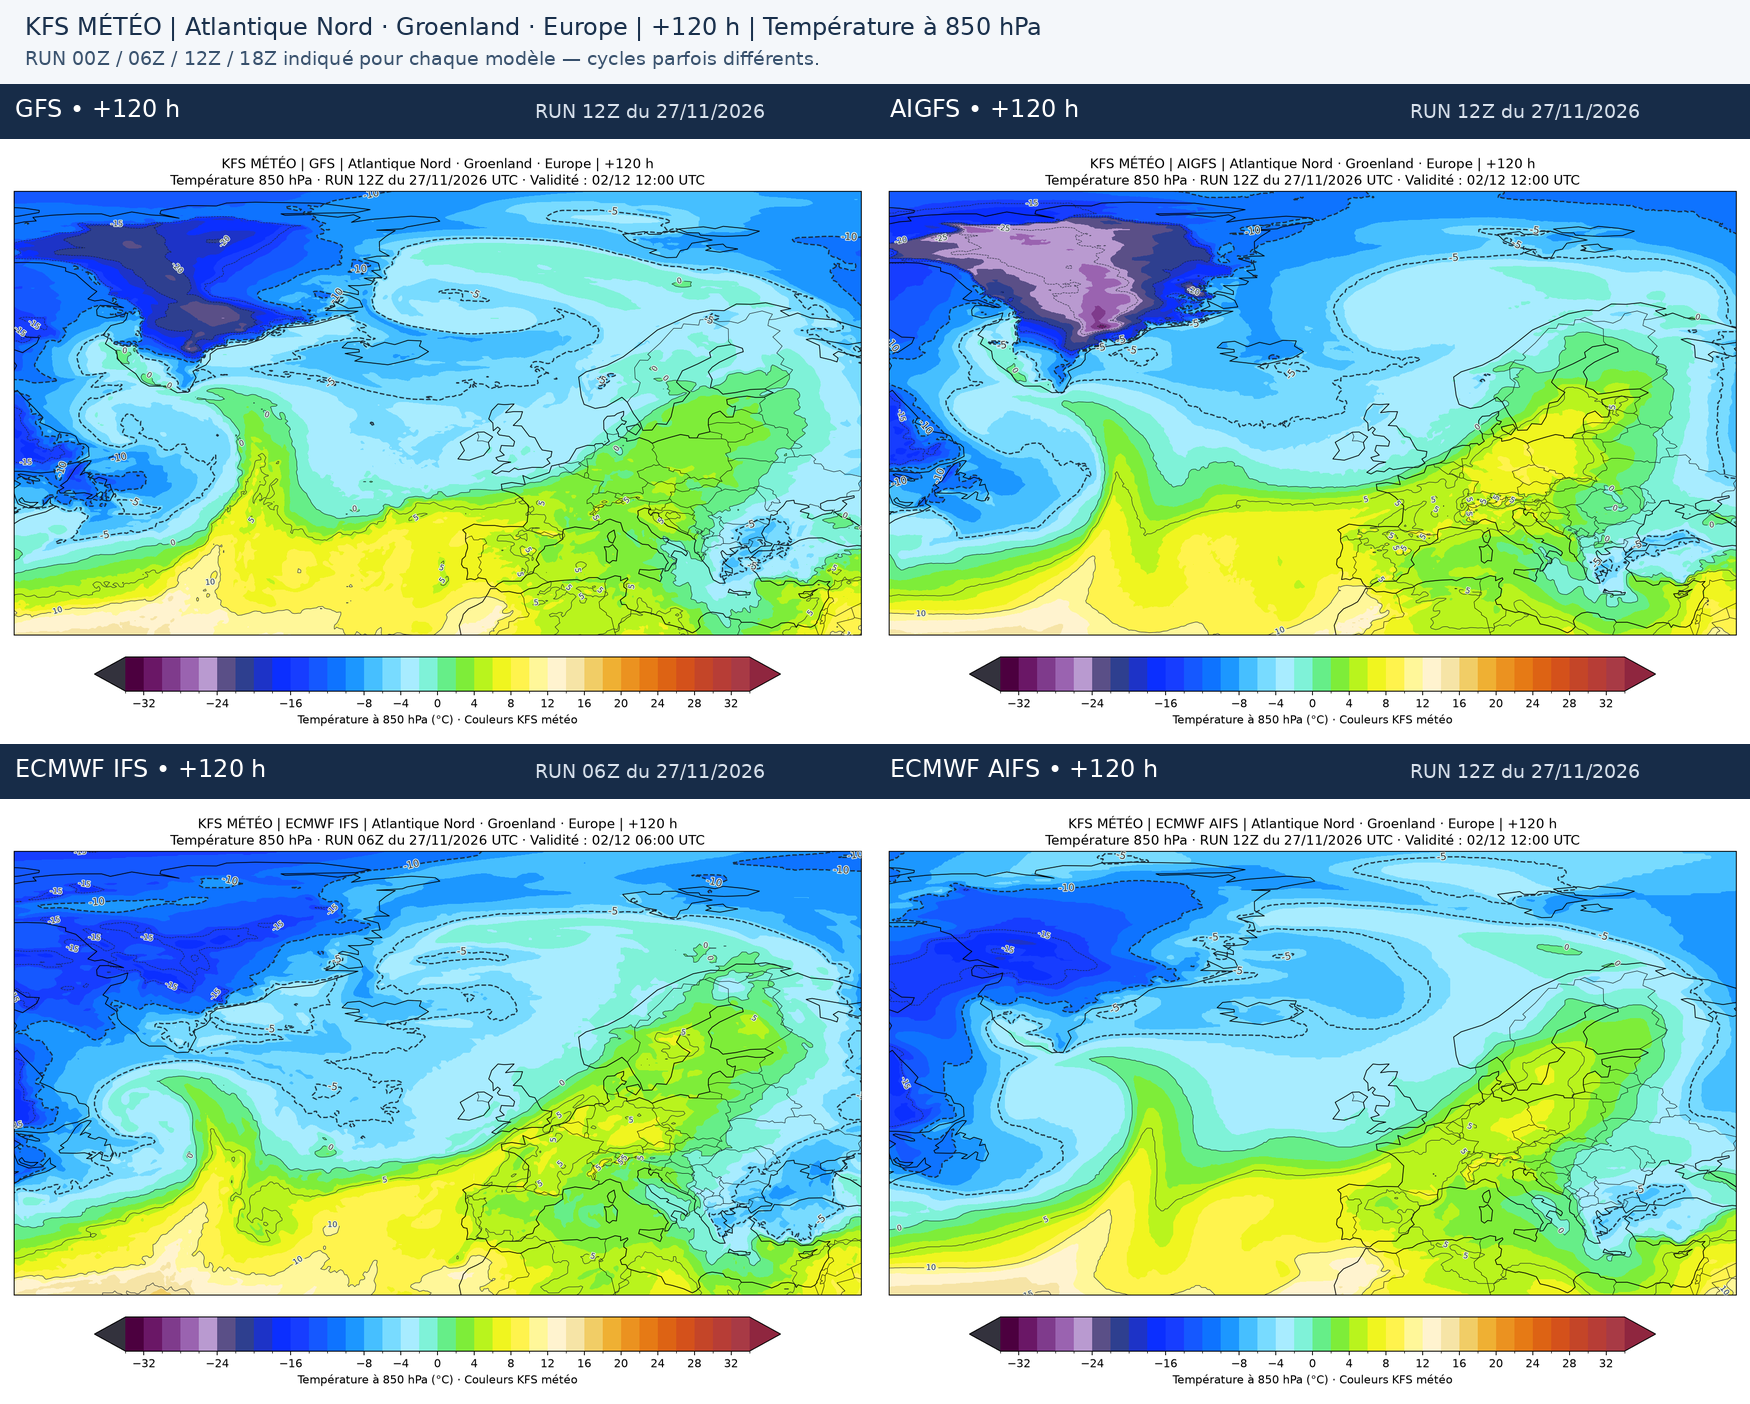 KFS MÉTÉO | Atlantique Nord · Groenland · Europe | +120 h | Température à 850 hPa
RUN 00Z / 06Z / 12Z / 18Z indiqué pour chaque modèle — cycles parfois différents.
GFS • +120 h
RUN 12Z du 27/11/2026
KFS MÉTÉO | GFS | Atlantique Nord · Groenland · Europe | +120 h
Température 850 hPa · RUN 12Z du 27/11/2026 UTC · Validité : 02/12 12:00 UTC
−32 −24 −16 −8 −4 0 4 8 12 16 20 24 28 32
Température à 850 hPa (°C) · Couleurs KFS météo
AIGFS • +120 h
RUN 12Z du 27/11/2026
KFS MÉTÉO | AIGFS | Atlantique Nord · Groenland · Europe | +120 h
Température 850 hPa · RUN 12Z du 27/11/2026 UTC · Validité : 02/12 12:00 UTC
−32 −24 −16 −8 −4 0 4 8 12 16 20 24 28 32
Température à 850 hPa (°C) · Couleurs KFS météo
ECMWF IFS • +120 h
RUN 06Z du 27/11/2026
KFS MÉTÉO | ECMWF IFS | Atlantique Nord · Groenland · Europe | +120 h
Température 850 hPa · RUN 06Z du 27/11/2026 UTC · Validité : 02/12 06:00 UTC
−32 −24 −16 −8 −4 0 4 8 12 16 20 24 28 32
Température à 850 hPa (°C) · Couleurs KFS météo
ECMWF AIFS • +120 h
RUN 12Z du 27/11/2026
KFS MÉTÉO | ECMWF AIFS | Atlantique Nord · Groenland · Europe | +120 h
Température 850 hPa · RUN 12Z du 27/11/2026 UTC · Validité : 02/12 12:00 UTC
−32 −24 −16 −8 −4 0 4 8 12 16 20 24 28 32
Température à 850 hPa (°C) · Couleurs KFS météo